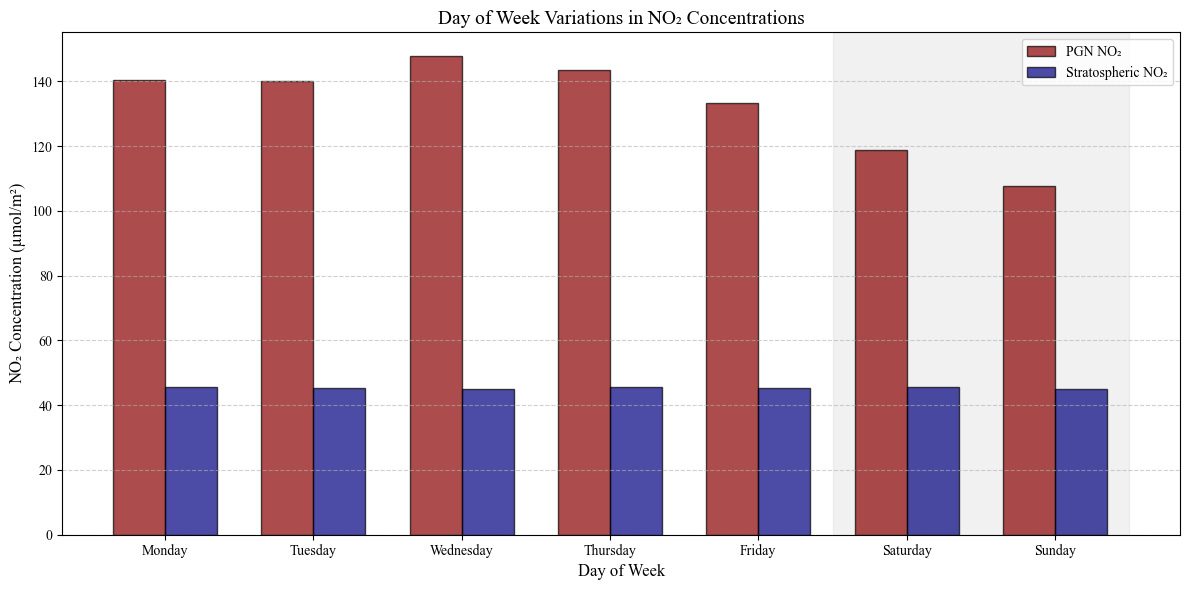 Day of Week Variations in NO₂ Concentrations
PGN NO₂
Stratospheric NO₂
NO₂ Concentration (μmol/m²)
140
120
100
80
60
40
20
0
Monday Tuesday Wednesday Thursday Friday Saturday Sunday
Day of Week